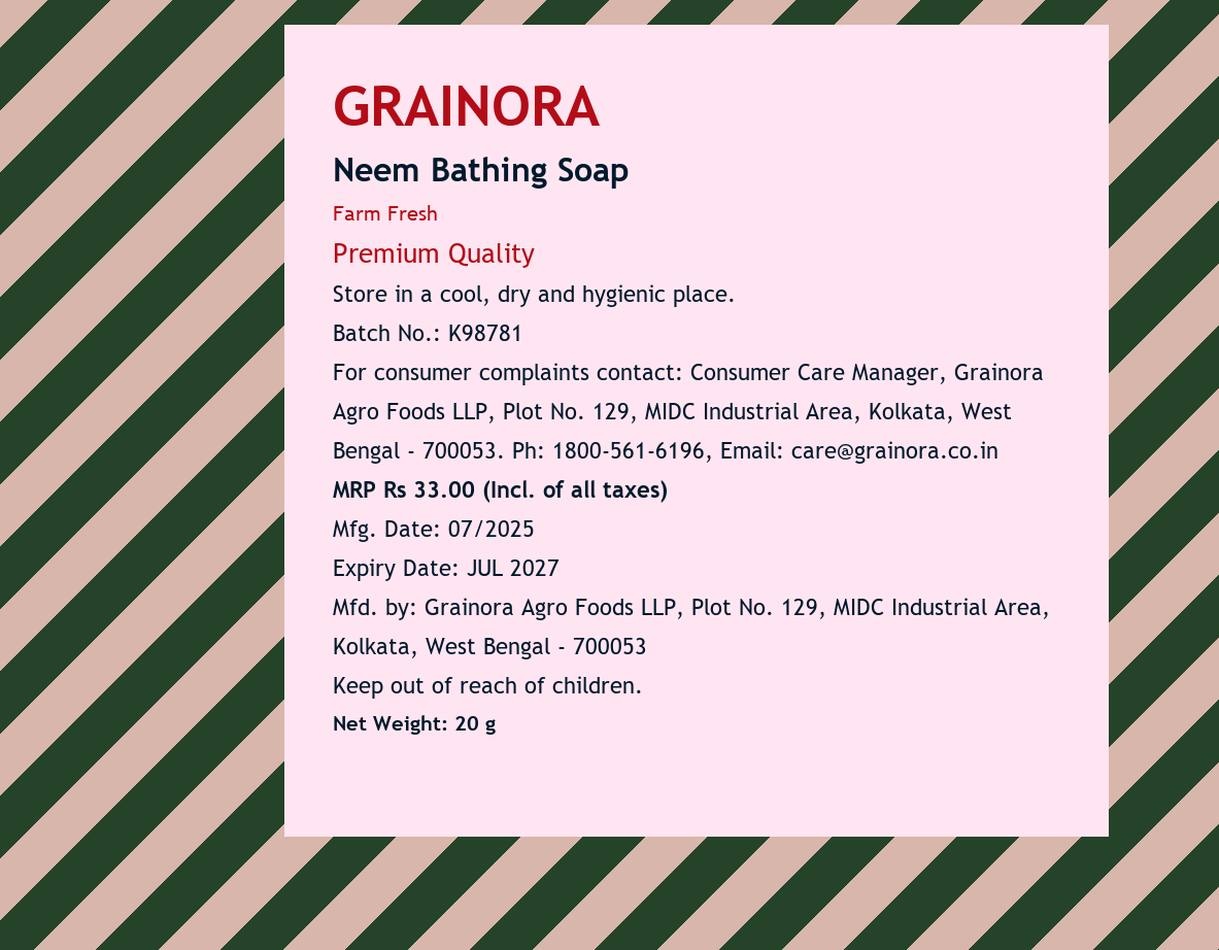 GRAINORA
Neem Bathing Soap
Farm Fresh
Premium Quality
Store in a cool, dry and hygienic place.
Batch No.: K98781
For consumer complaints contact: Consumer Care Manager, Grainora
Agro Foods LLP, Plot No. 129, MIDC Industrial Area, Kolkata, West
Bengal - 700053. Ph: 1800-561-6196, Email: care@grainora.co.in
MRP Rs 33.00 (Incl. of all taxes)
Mfg. Date: 07/2025
Expiry Date: JUL 2027
Mfd. by: Grainora Agro Foods LLP, Plot No. 129, MIDC Industrial Area,
Kolkata, West Bengal - 700053
Keep out of reach of children.
Net Weight: 20 g